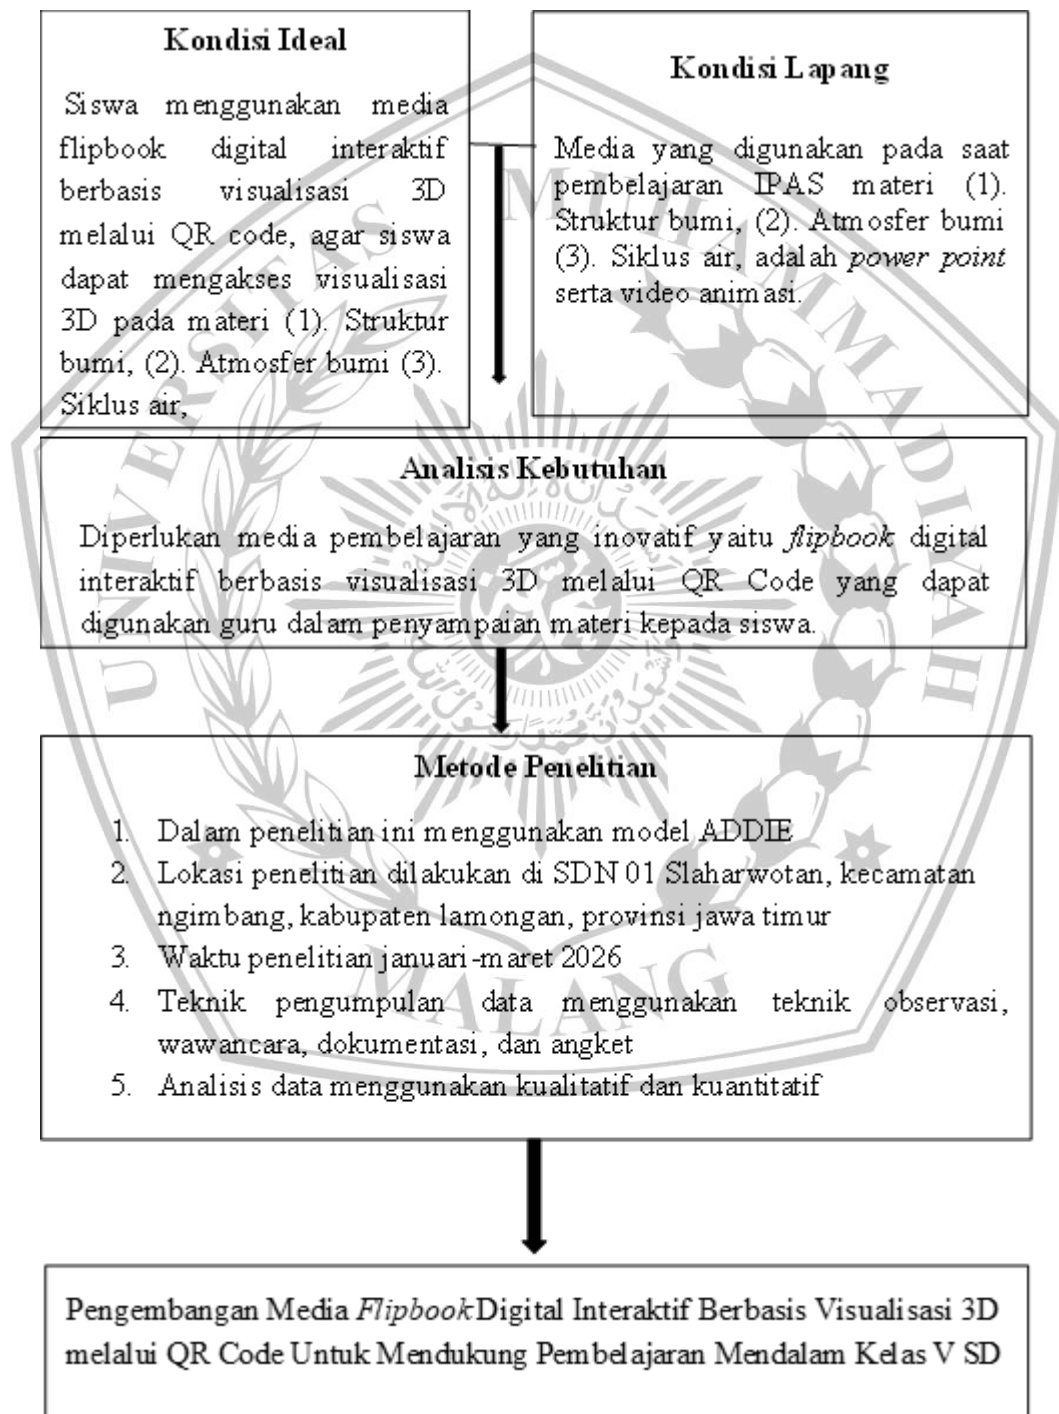 Kondisi Ideal
Siswa menggunakan media
flipbook digital interaktif
berbasis visualisasi 3D
melalui QR code, agar siswa
dapat mengakses visualisasi
3D pada materi (1). Struktur
bumi, (2). Atmosfer bumi (3).
Siklus air,
Kondisi Lapang
Media yang digunakan pada saat
pembelajaran IPAS materi (1).
Struktur bumi, (2). Atmosfer bumi
(3). Siklus air, adalah power point
serta video animasi.
Analisis Kebutuhan
Diperlukan media pembelajaran yang inovatif yaitu flipbook digital
interaktif berbasis visualisasi 3D melalui QR Code yang dapat
digunakan guru dalam penyampaian materi kepada siswa.
Metode Penelitian
1. Dalam penelitian ini menggunakan model ADDIE
2. Lokasi penelitian dilakukan di SDN 01 Slaharwotan, kecamatan
ngimbang, kabupaten lamongan, provinsi jawa timur
3. Waktu penelitian januari-maret 2026
4. Teknik pengumpulan data menggunakan teknik observasi,
wawancara, dokumentasi, dan angket
5. Analisis data menggunakan kualitatif dan kuantitatif
Pengembangan Media Flipbook Digital Interaktif Berbasis Visualisasi 3D
melalui QR Code Untuk Mendukung Pembelajaran Mendalam Kelas V SD
UNIVERSITAS MUHAMMADIYAH
MALANG